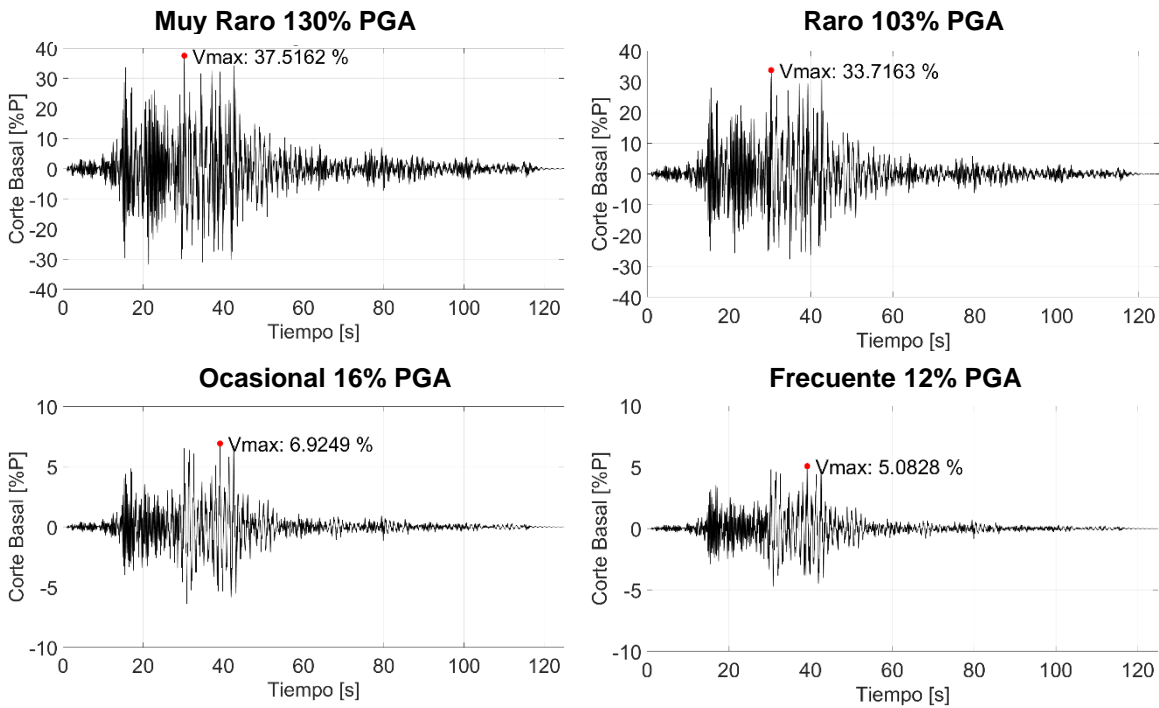 Muy Raro 130% PGA
Corte Basal [%P]
40
30
20
10
0
-10
-20
-30
-40
Vmax: 37.5162 %
0 20 40 60 80 100 120
Tiempo [s]
Raro 103% PGA
Corte Basal [%P]
40
30
20
10
0
-10
-20
-30
-40
Vmax: 33.7163 %
0 20 40 60 80 100 120
Tiempo [s]
Ocasional 16% PGA
Corte Basal [%P]
10
5
0
-5
-10
Vmax: 6.9249 %
0 20 40 60 80 100 120
Tiempo [s]
Frecuente 12% PGA
Corte Basal [%P]
10
5
0
-5
-10
Vmax: 5.0828 %
0 20 40 60 80 100 120
Tiempo [s]